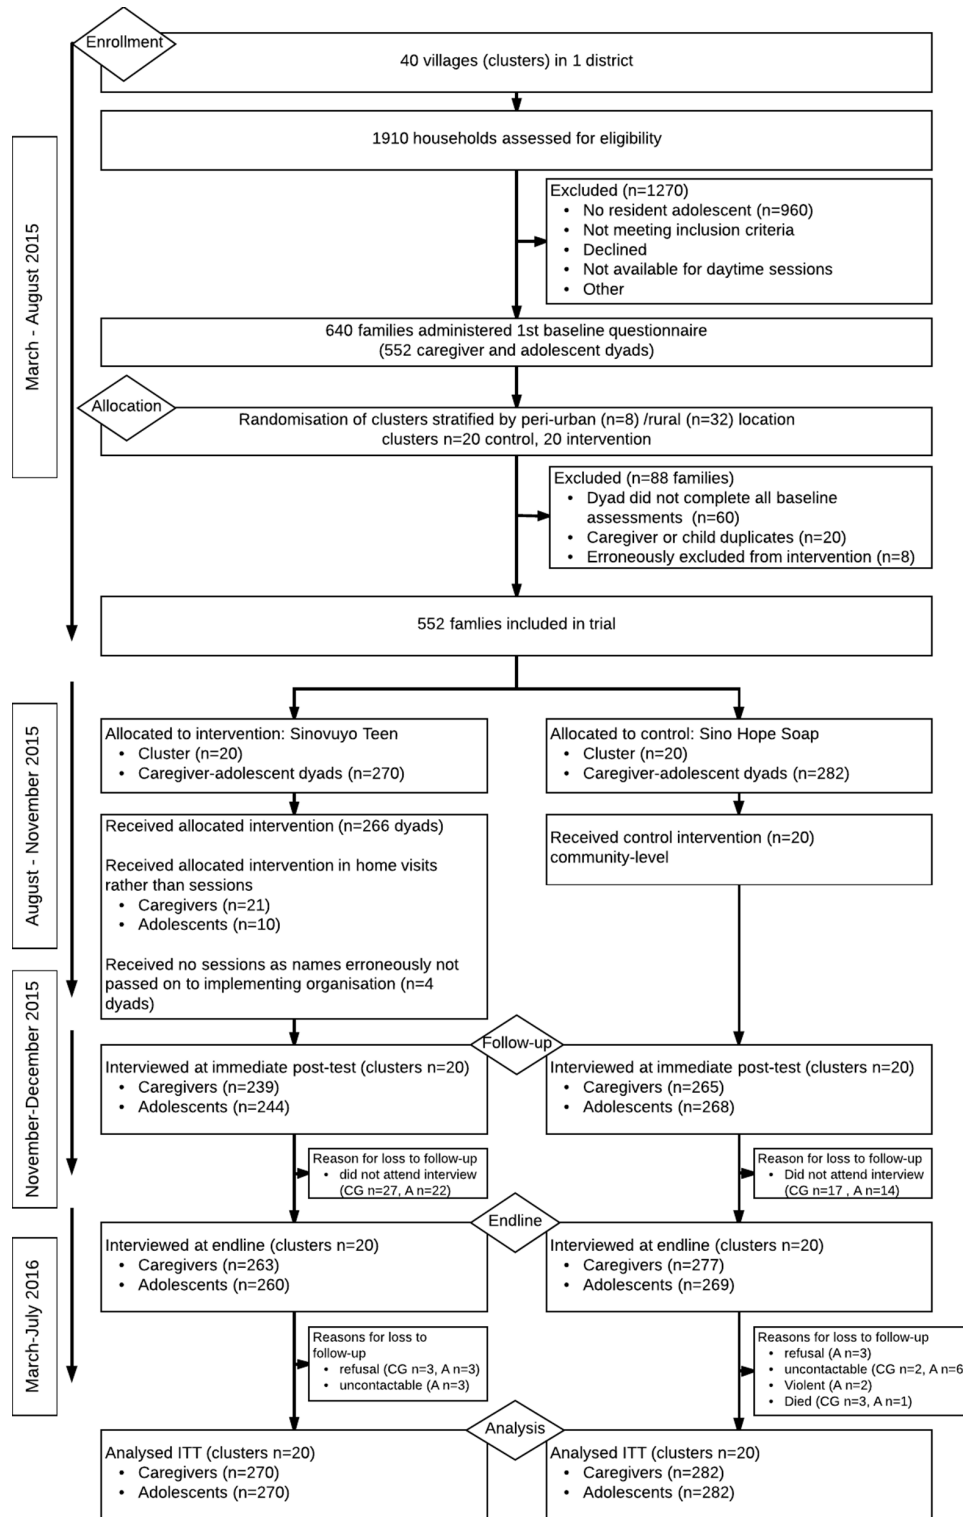 Enrollment
40 villages (clusters) in 1 district
1910 households assessed for eligibility
March - August 2015
Excluded (n=1270)
• No resident adolescent (n=960)
• Not meeting inclusion criteria
• Declined
• Not available for daytime sessions
• Other
640 families administered 1st baseline questionnaire
(552 caregiver and adolescent dyads)
Allocation
Randomisation of clusters stratified by peri-urban (n=8) /rural (n=32) location
clusters n=20 control, 20 intervention
Excluded (n=88 families)
• Dyad did not complete all baseline
assessments (n=60)
• Caregiver or child duplicates (n=20)
• Erroneously excluded from intervention (n=8)
552 famlies included in trial
August - November 2015
Allocated to intervention: Sinovuyo Teen
• Cluster (n=20)
• Caregiver-adolescent dyads (n=270)
Allocated to control: Sino Hope Soap
• Cluster (n=20)
• Caregiver-adolescent dyads (n=282)
Received allocated intervention (n=266 dyads)
Received allocated intervention in home visits
rather than sessions
• Caregivers (n=21)
• Adolescents (n=10)
Received no sessions as names erroneously not
passed on to implementing organisation (n=4
dyads)
Received control intervention (n=20)
community-level
November-December 2015
Follow-up
Interviewed at immediate post-test (clusters n=20)
• Caregivers (n=239)
• Adolescents (n=244)
Interviewed at immediate post-test (clusters n=20)
• Caregivers (n=265)
• Adolescents (n=268)
Reason for loss to follow-up
• did not attend interview
(CG n=27, A n=22)
Reason for loss to follow-up
• Did not attend interview
(CG n=17 , A n=14)
March-July 2016
Endline
Interviewed at endline (clusters n=20)
• Caregivers (n=263)
• Adolescents (n=260)
Interviewed at endline (clusters n=20)
• Caregivers (n=277)
• Adolescents (n=269)
Reasons for loss to
follow-up
• refusal (CG n=3, A n=3)
• uncontactable (A n=3)
Reasons for loss to follow-up
• refusal (A n=3)
• uncontactable (CG n=2, A n=6
• Violent (A n=2)
• Died (CG n=3, A n=1)
Analysis
Analysed ITT (clusters n=20)
• Caregivers (n=270)
• Adolescents (n=270)
Analysed ITT (clusters n=20)
• Caregivers (n=282)
• Adolescents (n=282)